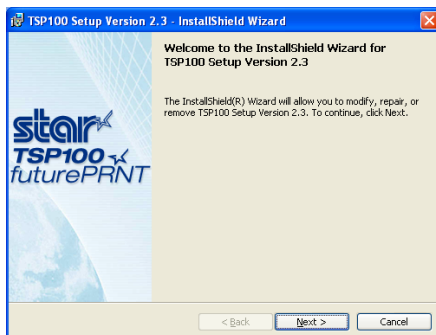 TSP100 Setup Version 2.3 - InstallShield Wizard
Welcome to the InstallShield Wizard for
TSP100 Setup Version 2.3
The InstallShield(R) Wizard will allow you to modify, repair, or
remove TSP100 Setup Version 2.3. To continue, click Next.
star
TSP100
futurePRNT
< Back
Next >
Cancel